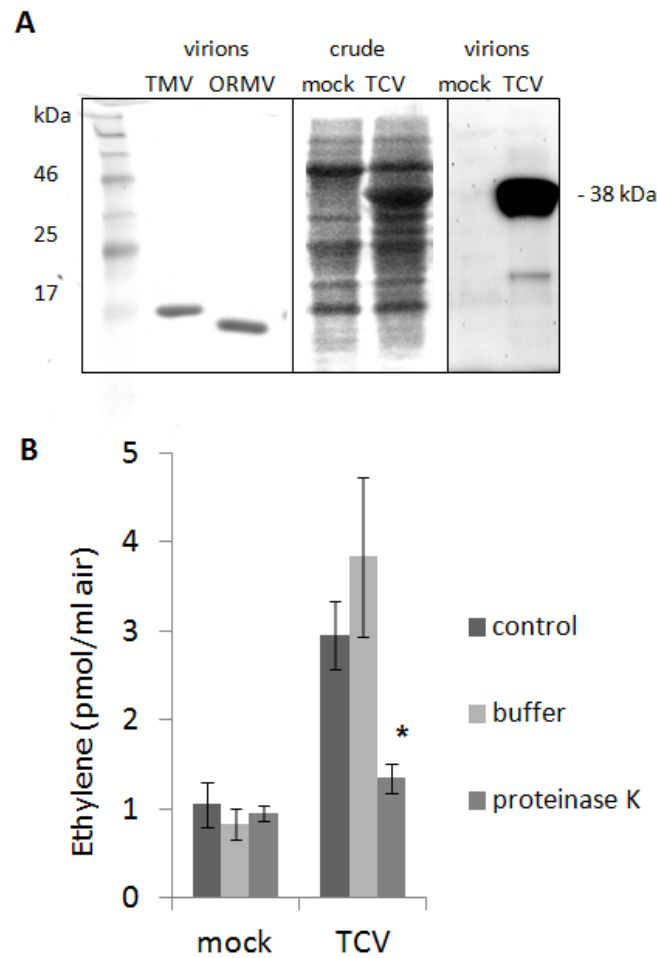 A
virions crude virions
TMV ORMV mock TCV mock TCV
kDa
46
25
17
- 38 kDa
B
Ethylene (pmol/ml air)
5
4
3
2
1
0
*
mock TCV
control
buffer
proteinase K